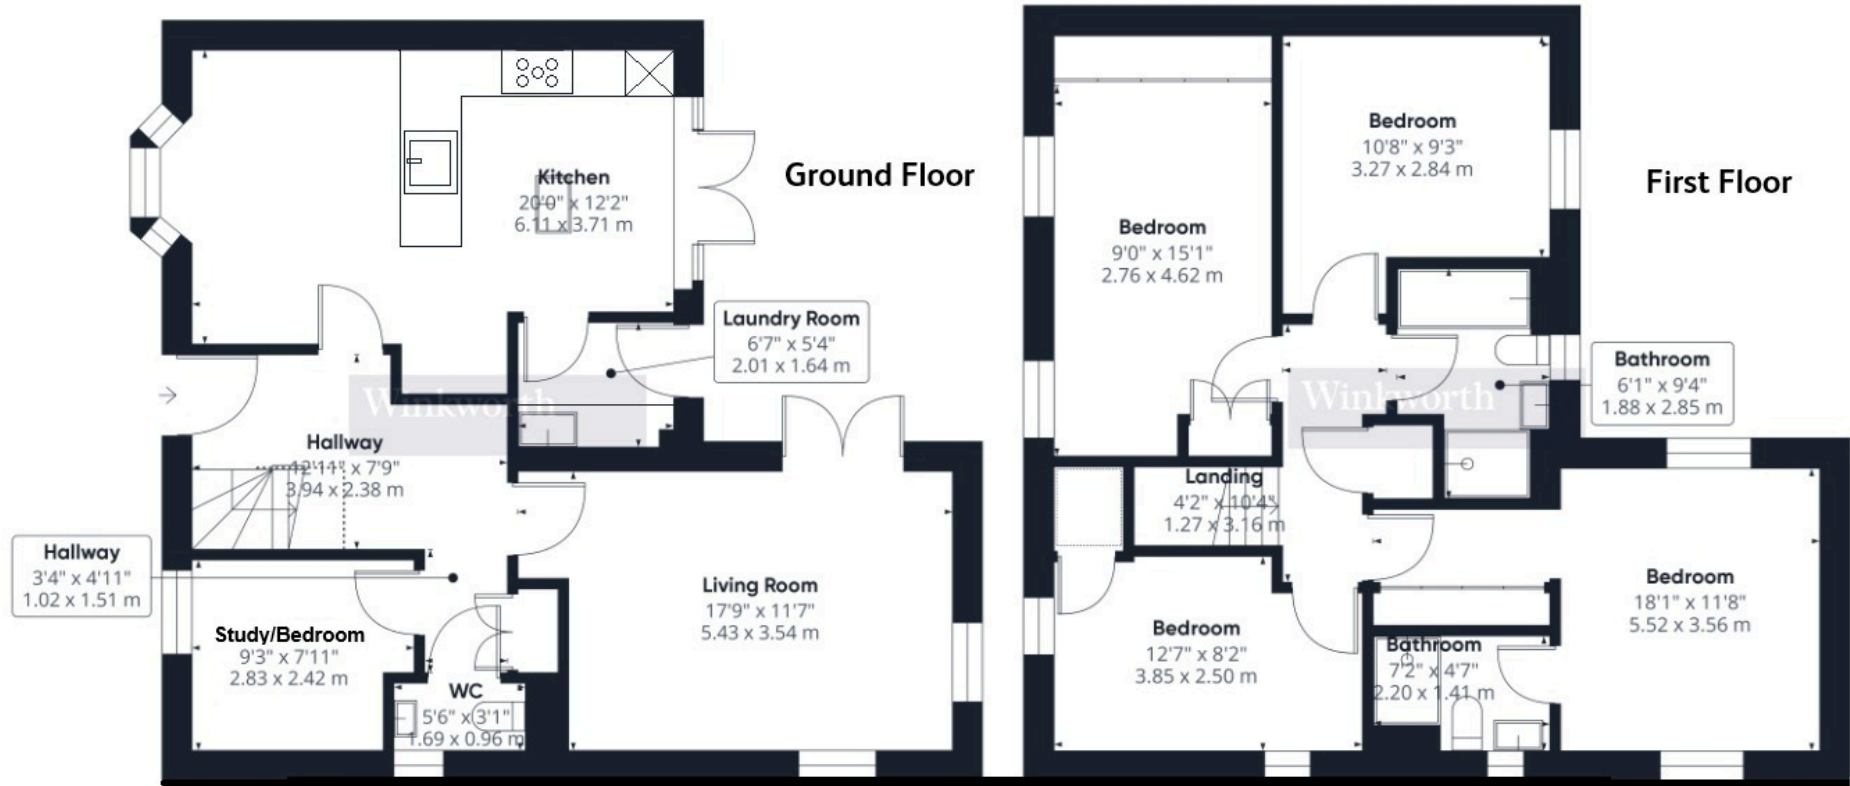 Ground Floor
Kitchen
20'0" x 12'2"
6.11 x 3.71 m
Laundry Room
6'7" x 5'4"
2.01 x 1.64 m
Winkworth
Hallway
12'11" x 7'9"
3.94 x 2.38 m
Hallway
3'4" x 4'11"
1.02 x 1.51 m
Living Room
17'9" x 11'7"
5.43 x 3.54 m
Study/Bedroom
9'3" x 7'11"
2.83 x 2.42 m
WC
5'6" x 3'1"
1.69 x 0.96 m
First Floor
Bedroom
10'8" x 9'3"
3.27 x 2.84 m
Bedroom
9'0" x 15'1"
2.76 x 4.62 m
Bathroom
6'1" x 9'4"
1.88 x 2.85 m
Winkworth
Landing
4'2" x 10'4"
1.27 x 3.16 m
Bedroom
18'1" x 11'8"
5.52 x 3.56 m
Bedroom
12'7" x 8'2"
3.85 x 2.50 m
Bathroom
7'2" x 4'7"
2.20 x 1.41 m